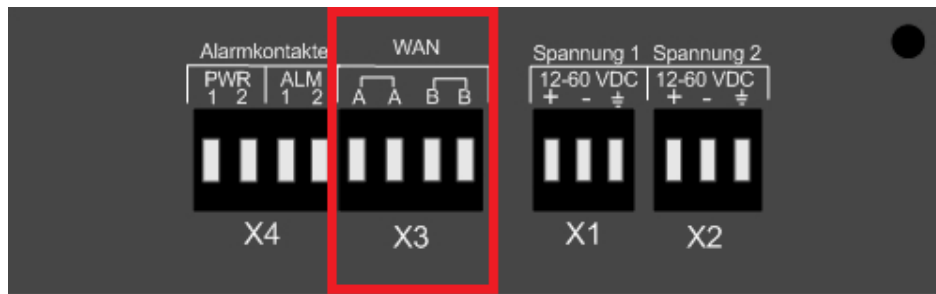 Alarmkontakte WAN Spannung 1 Spannung 2
PWR ALM 12-60 VDC 12-60 VDC
1 2 1 2 A A B B + - + -
X4 X3 X1 X2